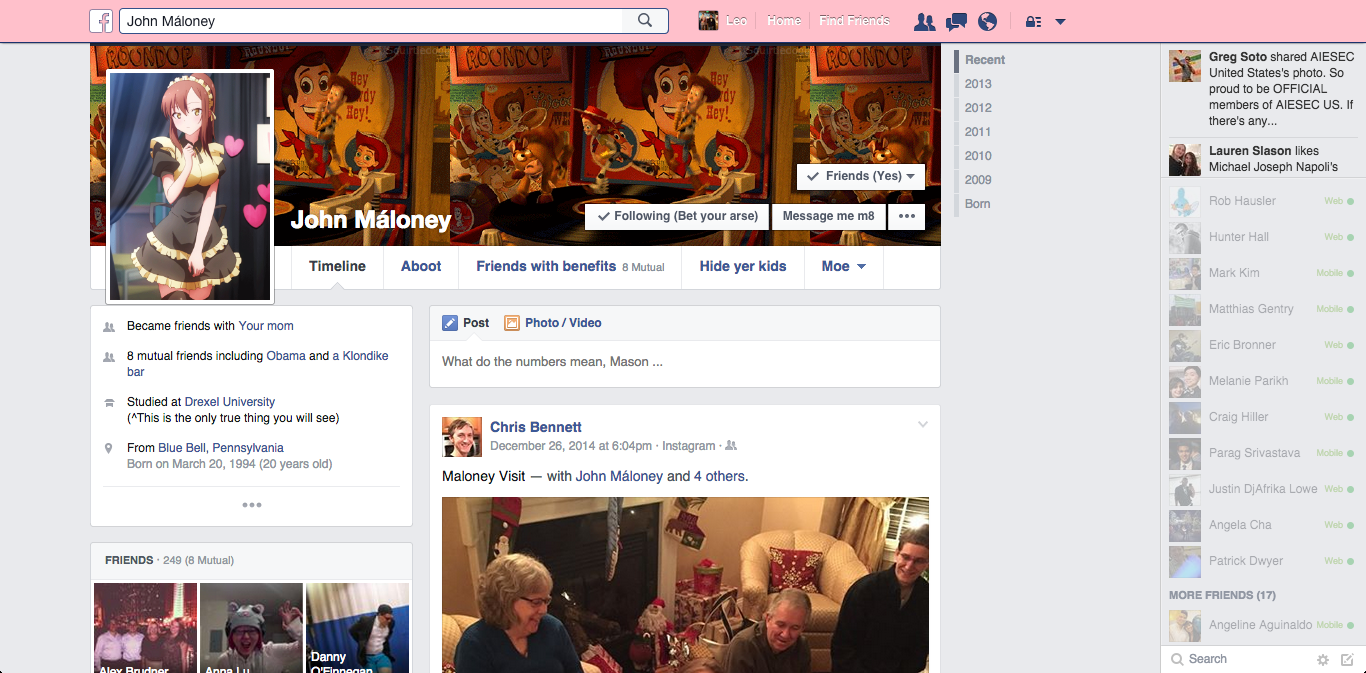 John Máloney
Leo
Home
Find Friends
Hey
Howdy
Hey!
Friends (Yes)
Following (Bet your arse)
Message me m8
John Máloney
Timeline
Aboot
Friends with benefits 8 Mutual
Hide yer kids
Moe
Recent
2013
2012
2011
2010
2009
Born
Became friends with Your mom
8 mutual friends including Obama and a Klondike
bar
Studied at Drexel University
(^This is the only true thing you will see)
From Blue Bell, Pennsylvania
Born on March 20, 1994 (20 years old)
FRIENDS · 249 (8 Mutual)
Alex Brudner
Anna Lu
Danny
O'Finnegan
Post
Photo / Video
What do the numbers mean, Mason ...
Chris Bennett
December 26, 2014 at 6:04pm · Instagram ·
Maloney Visit — with John Máloney and 4 others.
Greg Soto shared AIESEC
United States's photo. So
proud to be OFFICIAL
members of AIESEC US. If
there's any...
Lauren Slason likes
Michael Joseph Napoli's
Rob Hausler Web
Hunter Hall Web
Mark Kim Mobile
Matthias Gentry Mobile
Eric Bronner Web
Melanie Parikh Mobile
Craig Hiller Web
Parag Srivastava Mobile
Justin DjAfrika Lowe Web
Angela Cha Web
Patrick Dwyer Web
MORE FRIENDS (17)
Angeline Aguinaldo Mobile
Search